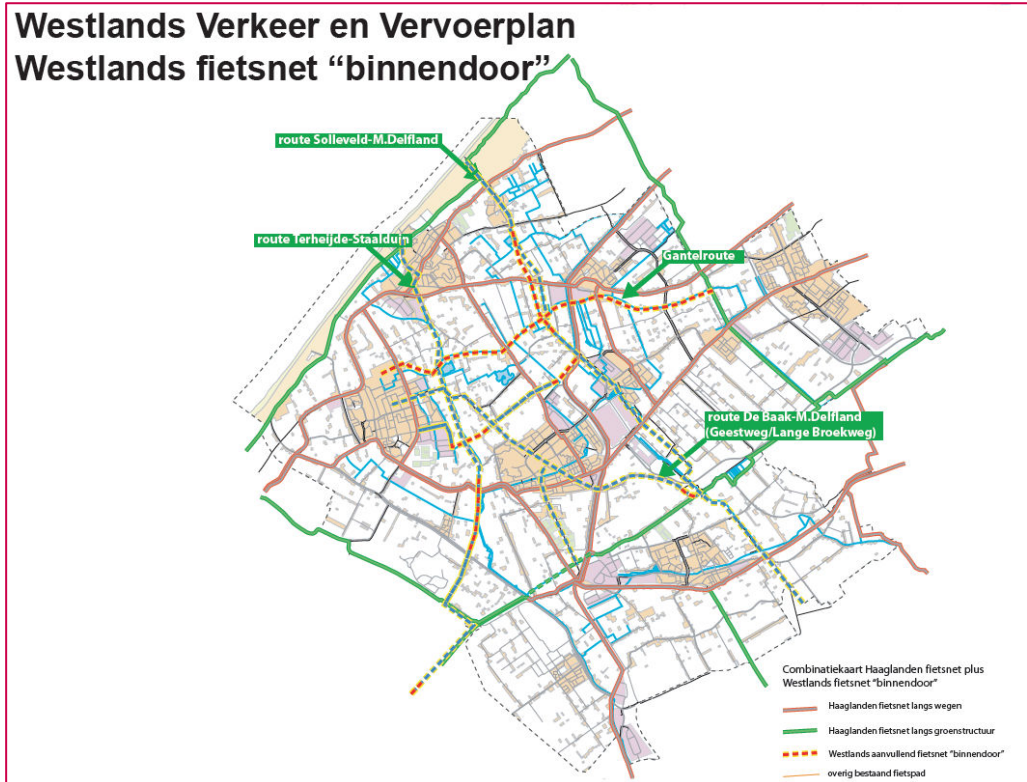 Westlands Verkeer en Vervoerplan
Westlands fietsnet “binnendoor”
route Solleveld-M.Delfland
route Terheijde-Staalduin
Gantelroute
route De Baak-M.Delfland
(Geestweg/Lange Broekweg)
Combinatiekaart Haaglanden fietsnet plus
Westlands fietsnet “binnendoor”
Haaglanden fietsnet langs wegen
Haaglanden fietsnet langs groenstructuur
Westlands aanvullend fietsnet “binnendoor”
overig bestaand fietspad